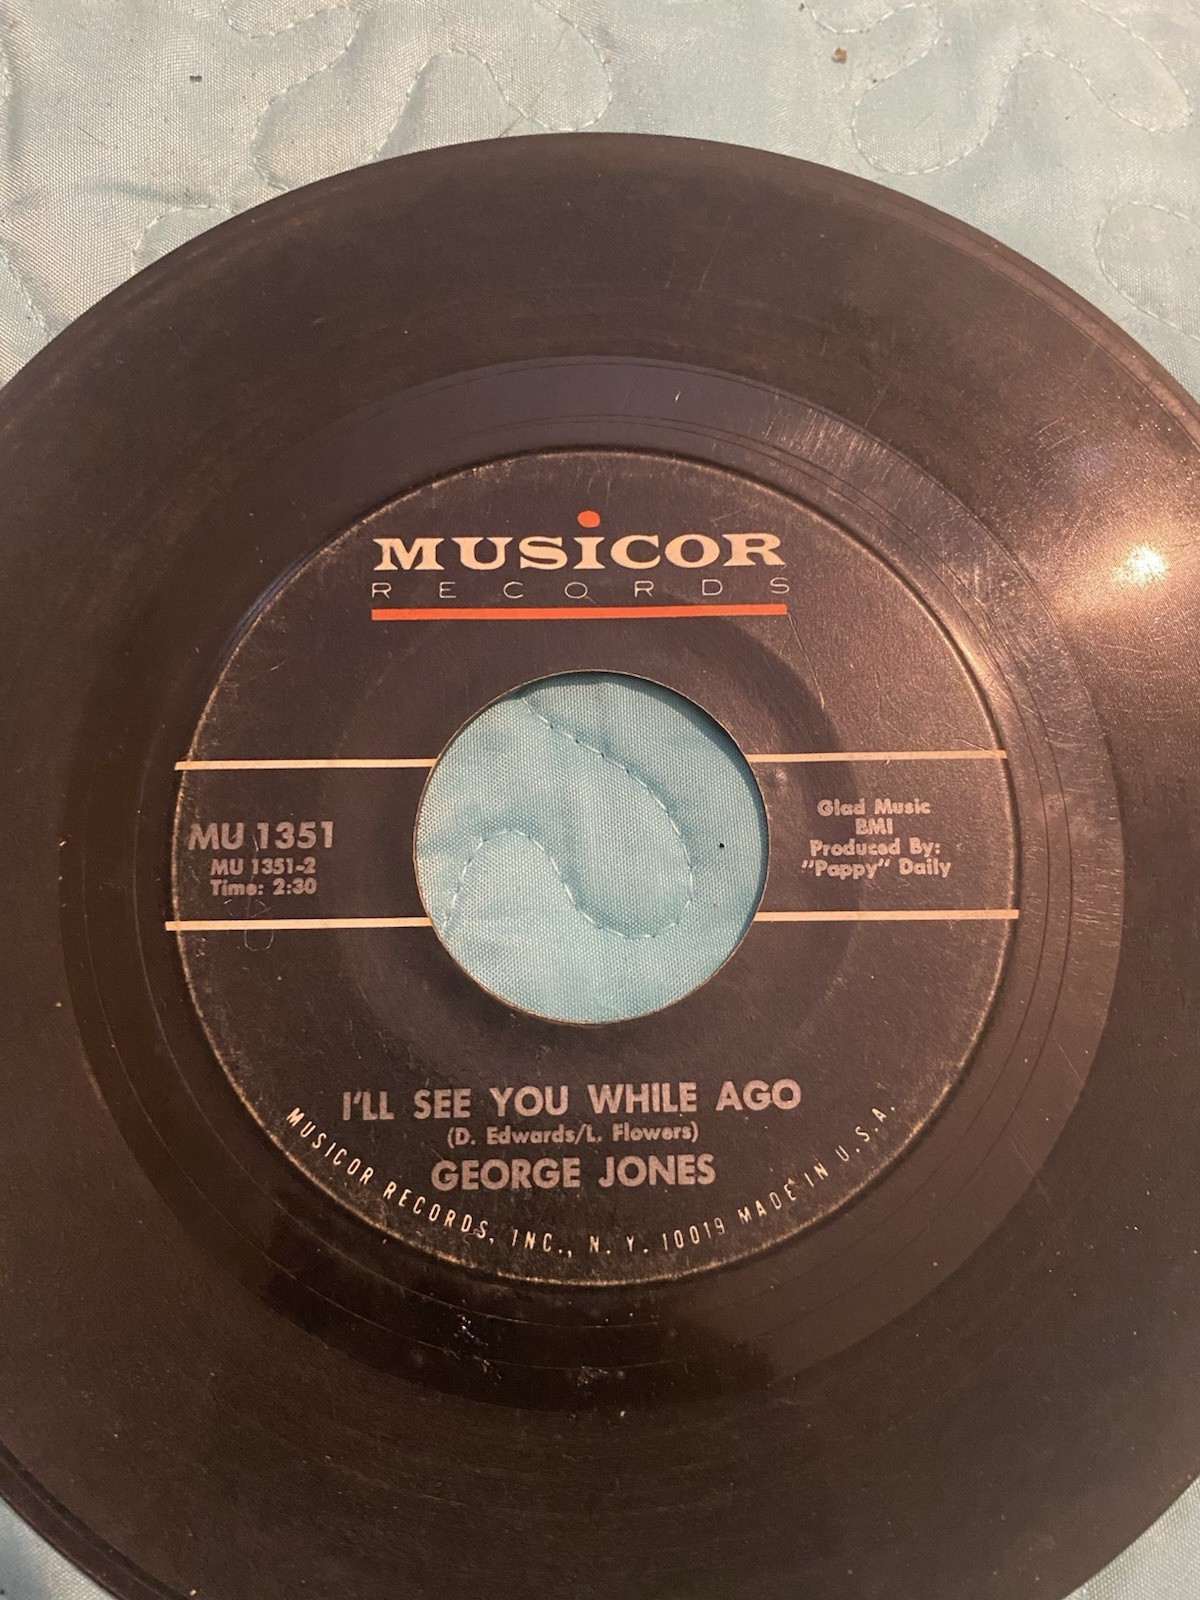 MUSiCOR
RECORDS
MU 1351
MU 1351-2
Time: 2:30
Glad Music
BMI
Produced By:
"Pappy" Daily
I'LL SEE YOU WHILE AGO
(D. Edwards/L. Flowers)
GEORGE JONES
MUSICOR RECORDS, INC., N. Y. 10019 MADE IN U.S.A.